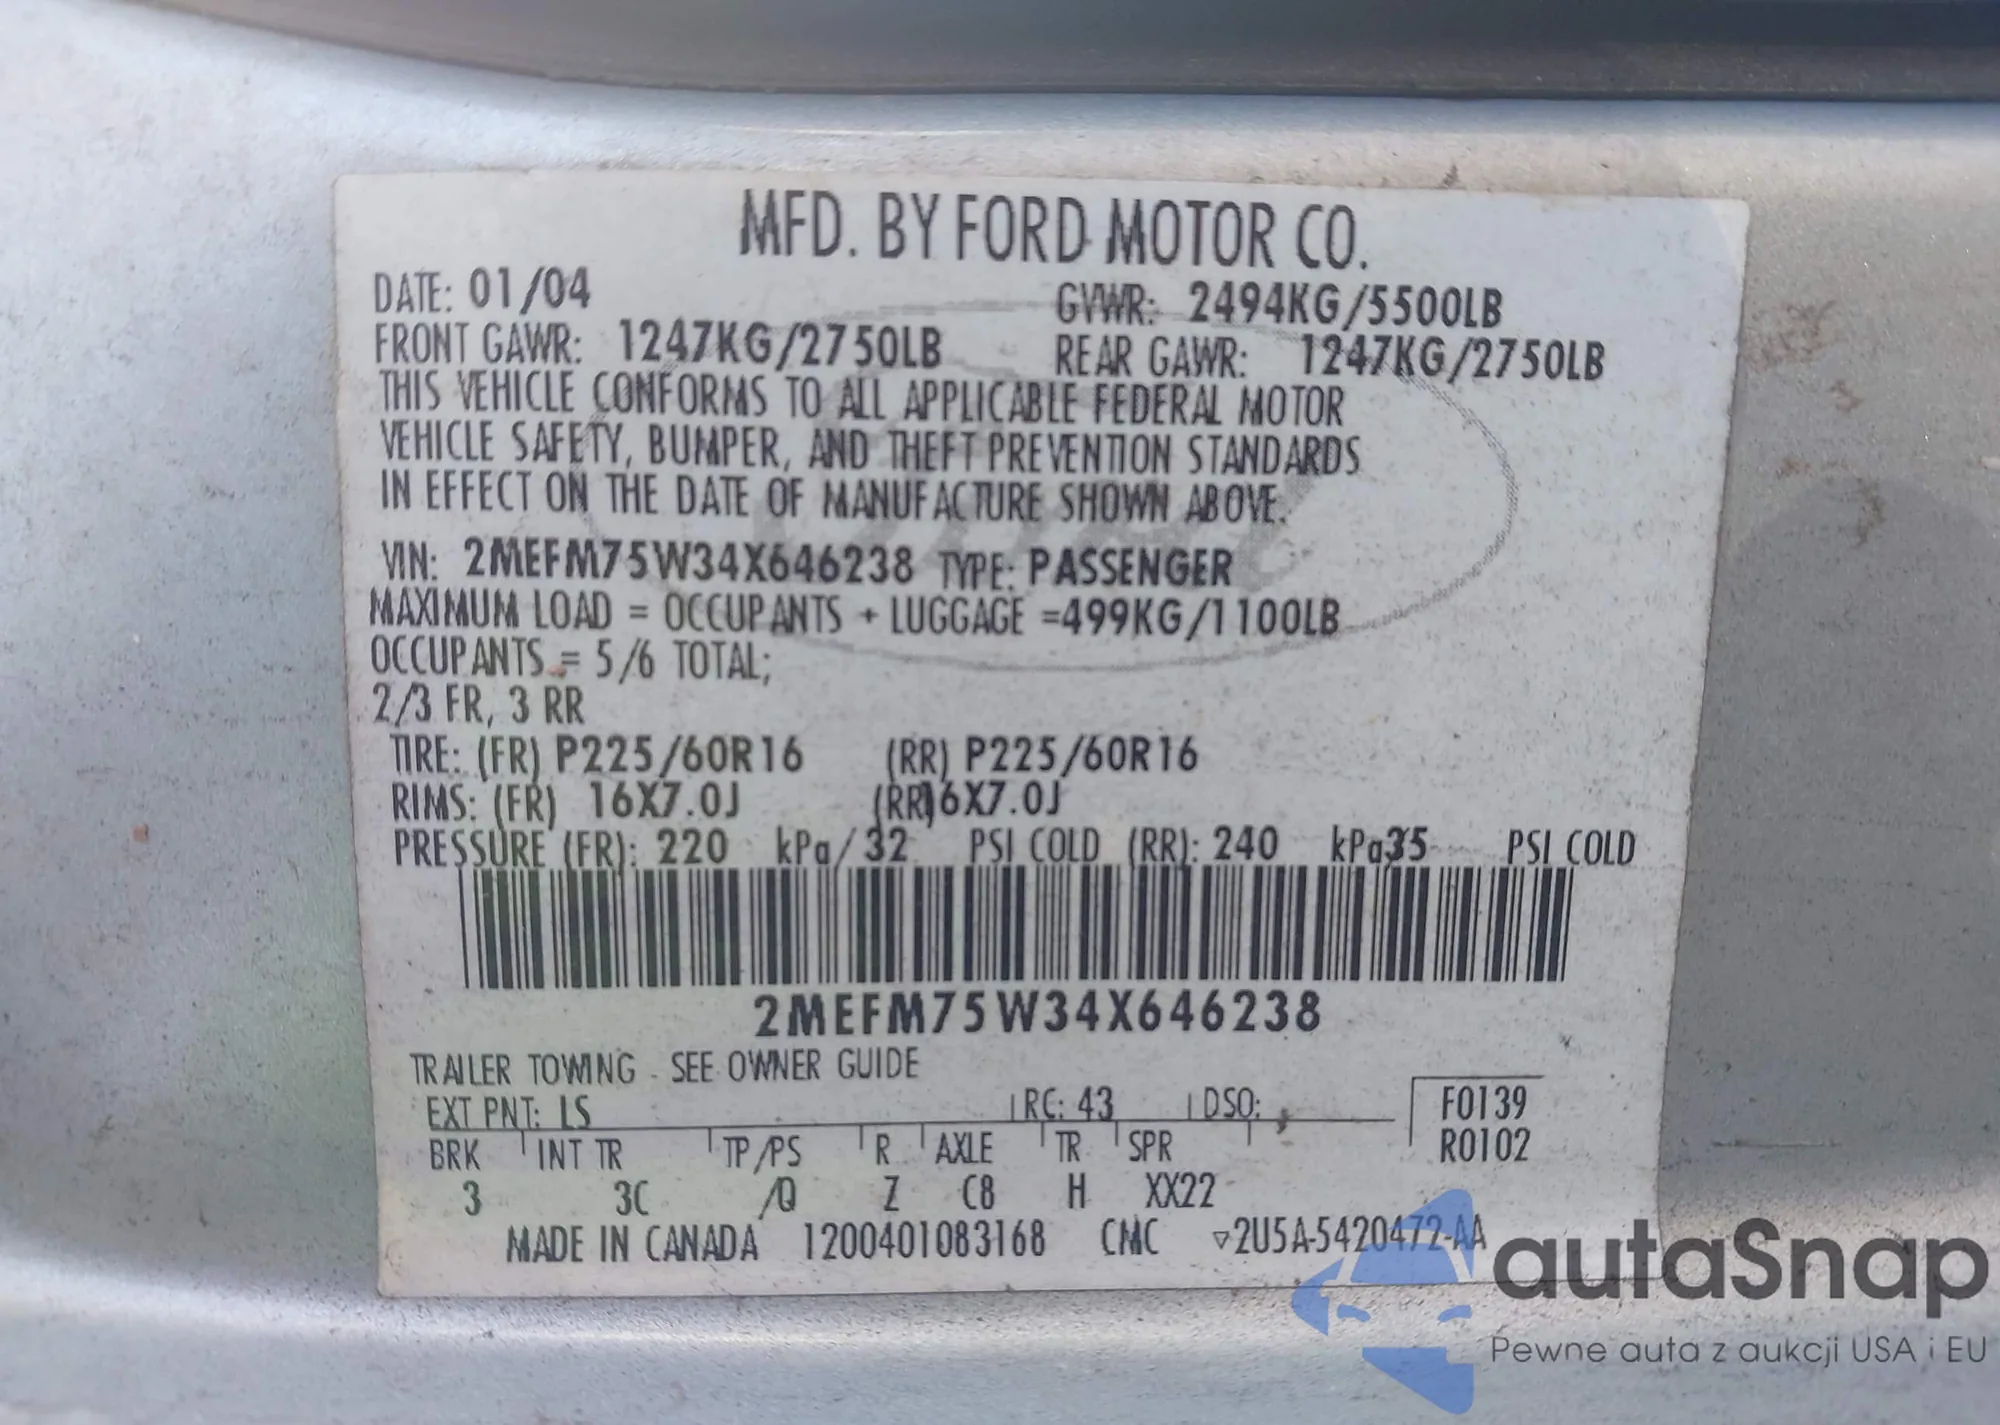 MFD. BY FORD MOTOR CO.
DATE: 01/04
GVWR: 2494KG/5500LB
FRONT GAWR: 1247KG/2750LB
REAR GAWR: 1247KG/2750LB
THIS VEHICLE CONFORMS TO ALL APPLICABLE FEDERAL MOTOR
VEHICLE SAFETY, BUMPER, AND THEFT PREVENTION STANDARDS
IN EFFECT ON THE DATE OF MANUFACTURE SHOWN ABOVE.
VIN: 2MEFM75W34X646238 TYPE: PASSENGER
MAXIMUM LOAD = OCCUPANTS + LUGGAGE =499KG/1100LB
OCCUPANTS = 5/6 TOTAL;
2/3 FR, 3 RR
TIRE: (FR) P225/60R16 (RR) P225/60R16
RIMS: (FR) 16X7.0J (RR)16X7.0J
PRESSURE (FR): 220 kPa/32 PSI COLD (RR): 240 kPa35 PSI COLD
2MEFM75W34X646238
TRAILER TOWING - SEE OWNER GUIDE
EXT PNT: LS RC: 43 DSO:
F0139
R0102
BRK INT TR TP/PS R AXLE TR SPR
3 3C /Q Z C8 H XX22
MADE IN CANADA 1200401083168 CMC ▿2U5A-5420472-AA
autaSnap
Pewne auta z aukcji USA i EU